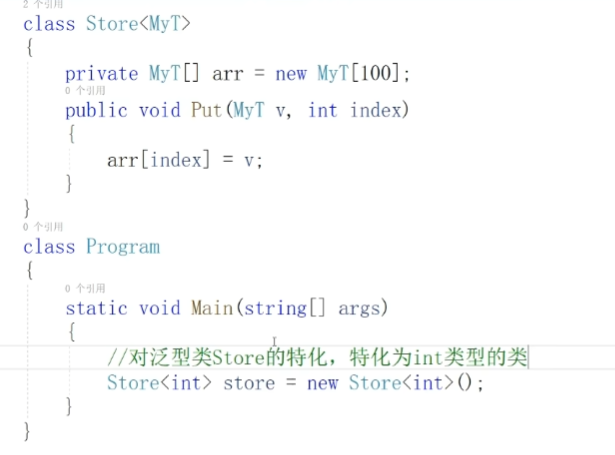 2 个引用
class Store<MyT>
{
    private MyT[] arr = new MyT[100];
    0 个引用
    public void Put(MyT v, int index)
    {
        arr[index] = v;
    }
}
0 个引用
class Program
{
    0 个引用
    static void Main(string[] args)
    {
        //对泛型类Store的特化，特化为int类型的类
        Store<int> store = new Store<int>();
    }
}